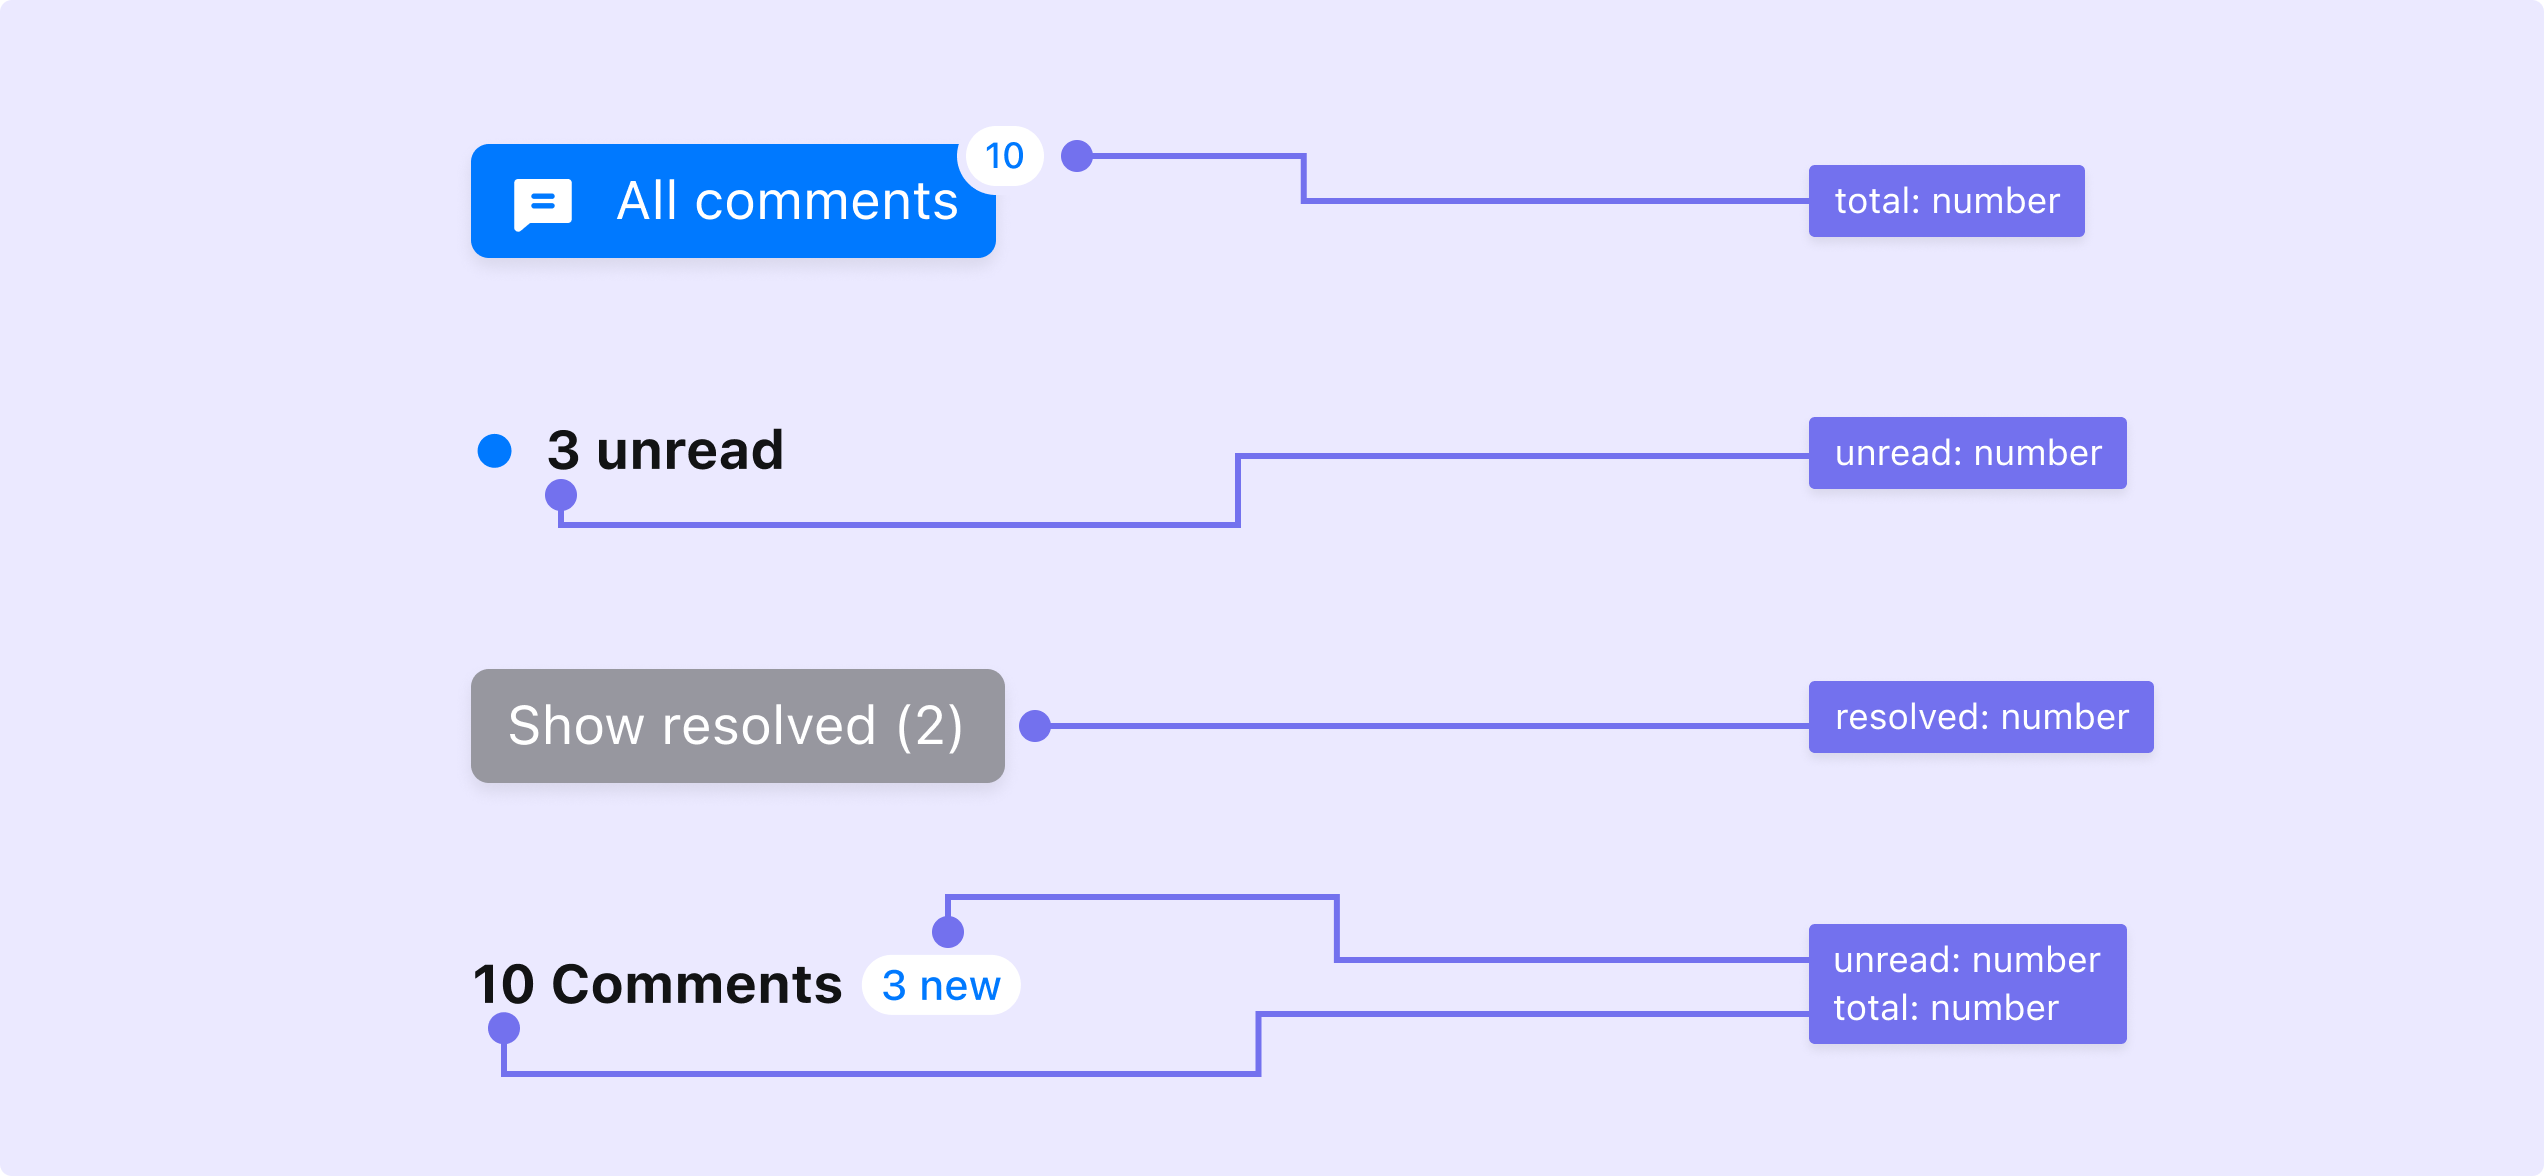 10
All comments
total: number
3 unread
unread: number
Show resolved (2)
resolved: number
10 Comments
3 new
unread: number
total: number